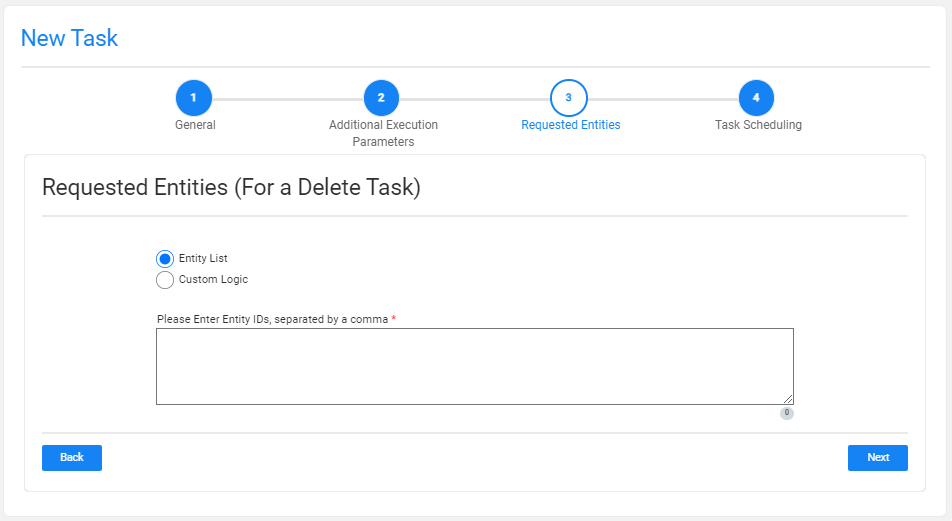 New Task
1
2
3
4
General
Additional Execution
Parameters
Requested Entities
Task Scheduling
Requested Entities (For a Delete Task)
Entity List
Custom Logic
Please Enter Entity IDs, separated by a comma *
0
Back
Next